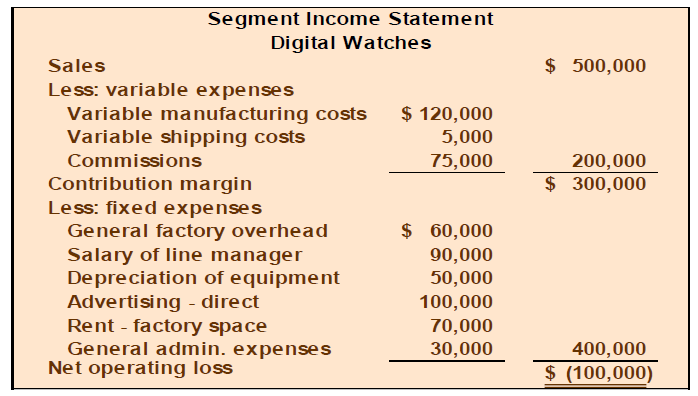 Segment Income Statement
Digital Watches
Sales $ 500,000
Less: variable expenses
Variable manufacturing costs $ 120,000
Variable shipping costs 5,000
Commissions 75,000 200,000
Contribution margin $ 300,000
Less: fixed expenses
General factory overhead $ 60,000
Salary of line manager 90,000
Depreciation of equipment 50,000
Advertising - direct 100,000
Rent - factory space 70,000
General admin. expenses 30,000 400,000
Net operating loss $ (100,000)